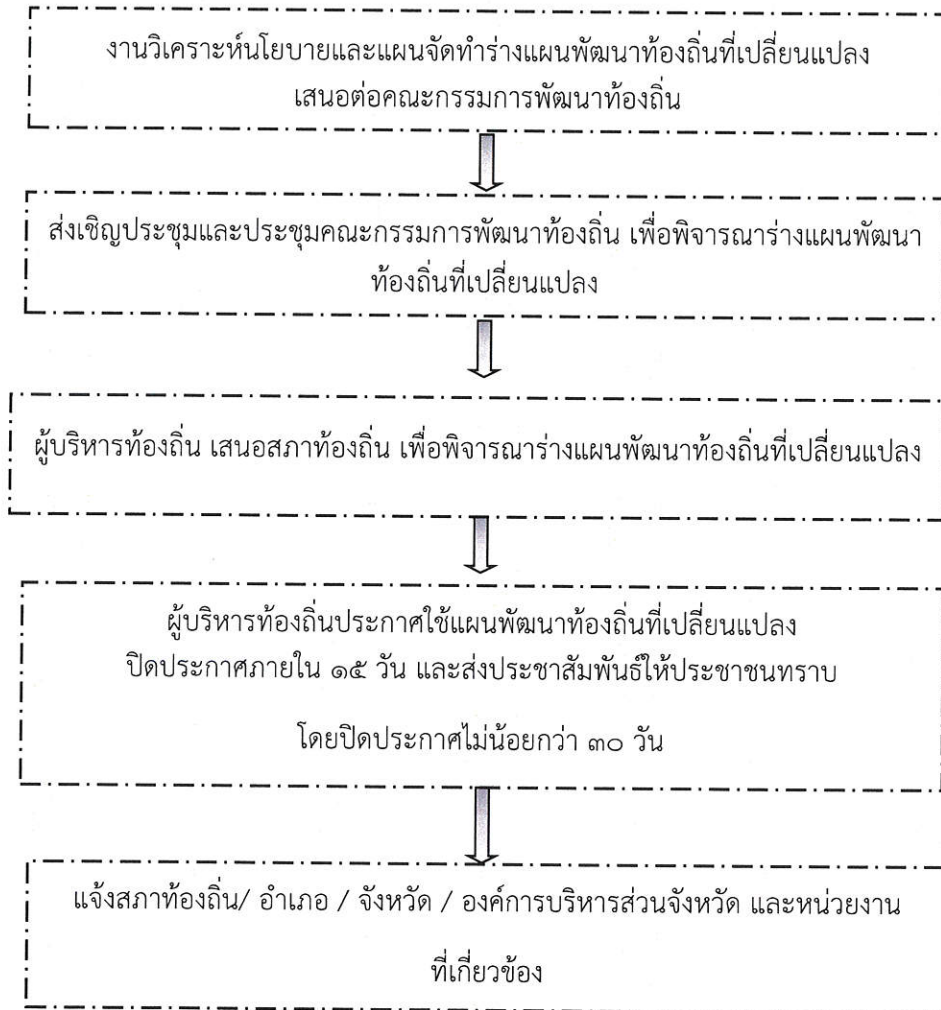 งานวิเคราะห์นโยบายและแผนจัดทำร่างแผนพัฒนาท้องถิ่นที่เปลี่ยนแปลง
เสนอต่อคณะกรรมการพัฒนาท้องถิ่น
ส่งเชิญประชุมและประชุมคณะกรรมการพัฒนาท้องถิ่น เพื่อพิจารณาร่างแผนพัฒนา
ท้องถิ่นที่เปลี่ยนแปลง
ผู้บริหารท้องถิ่น เสนอสภาท้องถิ่น เพื่อพิจารณาร่างแผนพัฒนาท้องถิ่นที่เปลี่ยนแปลง
ผู้บริหารท้องถิ่นประกาศใช้แผนพัฒนาท้องถิ่นที่เปลี่ยนแปลง
ปิดประกาศภายใน ๑๕ วัน และส่งประชาสัมพันธ์ให้ประชาชนทราบ
โดยปิดประกาศไม่น้อยกว่า ๓๐ วัน
แจ้งสภาท้องถิ่น/ อำเภอ / จังหวัด / องค์การบริหารส่วนจังหวัด และหน่วยงาน
ที่เกี่ยวข้อง